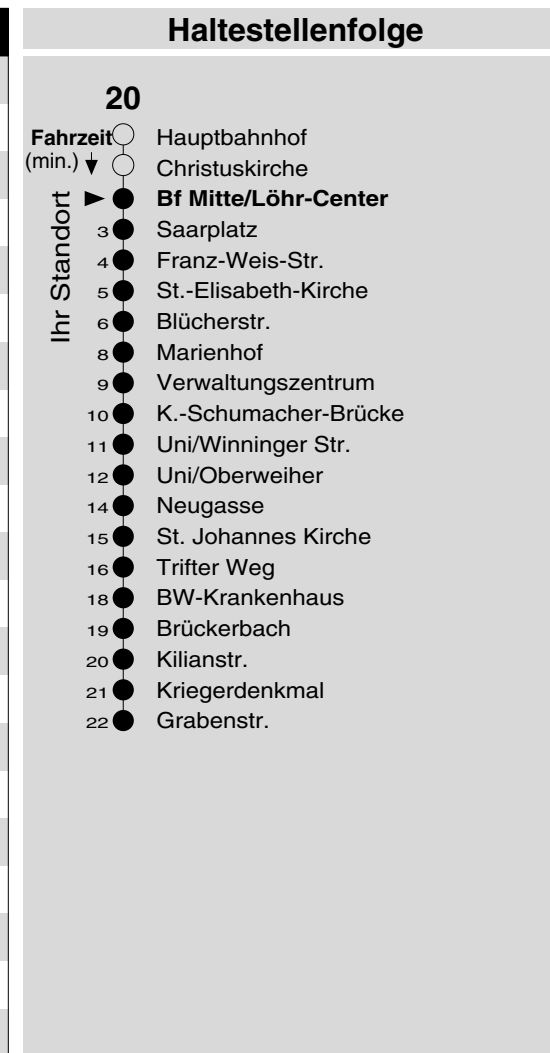 Haltestellenfolge
20
Fahrzeit Hauptbahnhof
(min.) Christuskirche
Ihr Standort
Bf Mitte/Löhr-Center
3 Saarplatz
4 Franz-Weis-Str.
5 St.-Elisabeth-Kirche
6 Blücherstr.
8 Marienhof
9 Verwaltungszentrum
10 K.-Schumacher-Brücke
11 Uni/Winninger Str.
12 Uni/Oberweiher
14 Neugasse
15 St. Johannes Kirche
16 Trifter Weg
18 BW-Krankenhaus
19 Brückerbach
20 Kilianstr.
21 Kriegerdenkmal
22 Grabenstr.